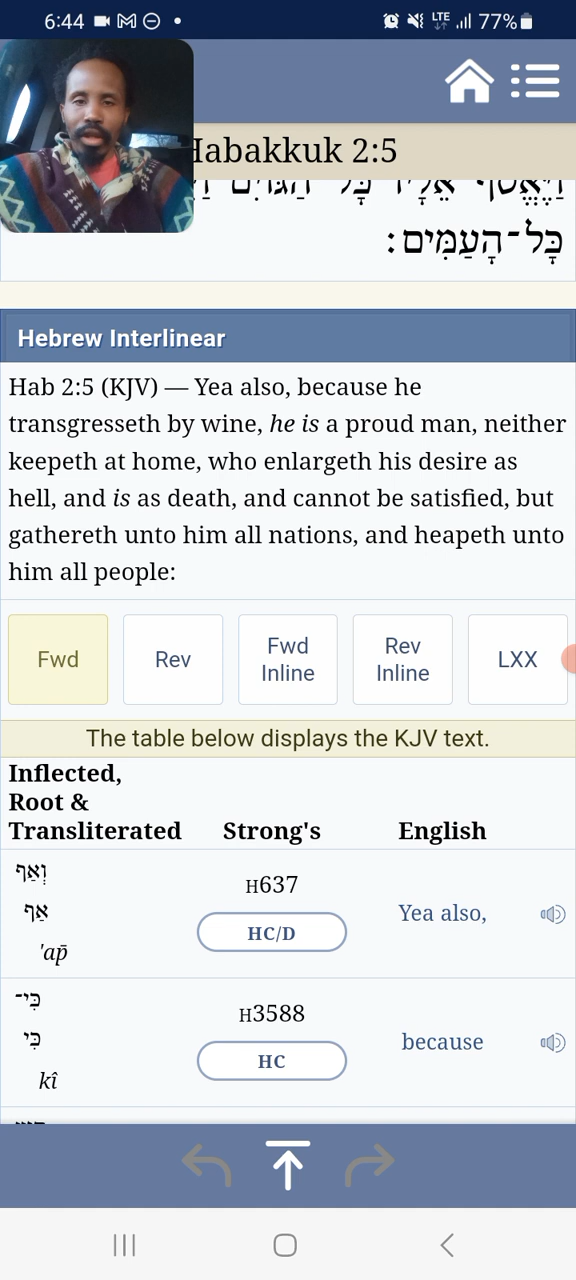 6:44
LTE
77%
Habakkuk 2:5
כָּל־הָעַמִּים׃
Hebrew Interlinear
Hab 2:5 (KJV) — Yea also, because he
transgresseth by wine, he is a proud man, neither
keepeth at home, who enlargeth his desire as
hell, and is as death, and cannot be satisfied, but
gathereth unto him all nations, and heapeth unto
him all people:
Fwd
Rev
Fwd
Inline
Rev
Inline
LXX
The table below displays the KJV text.
Inflected,
Root &
Transliterated
Strong's
English
וְאַף
אַף
'ap̄
H637
HC/D
Yea also,
כִּי־
כִּי
kî
H3588
HC
because